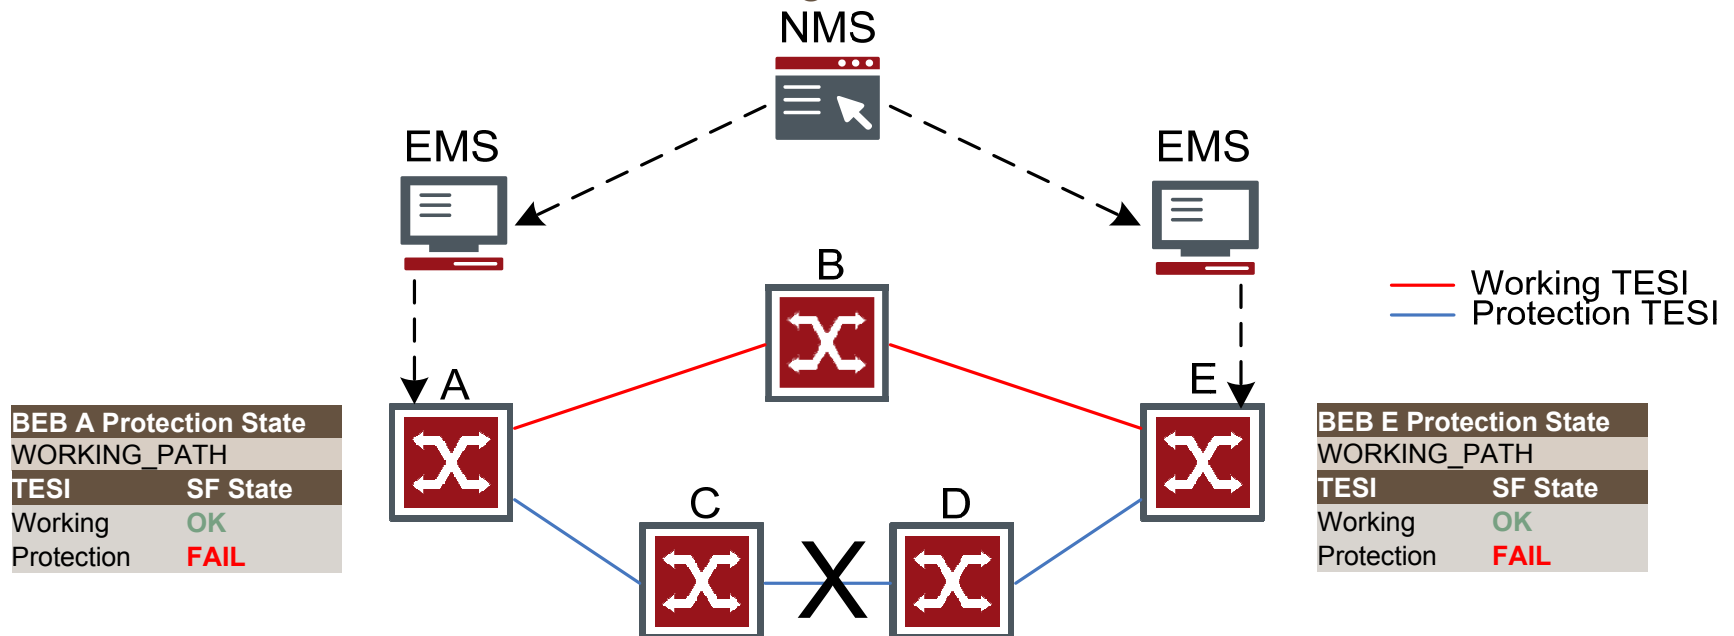 NMS
EMS
EMS
B
Working TESI
Protection TESI
A
E
BEB A Protection State
WORKING_PATH
TESI SF State
Working OK
Protection FAIL
BEB E Protection State
WORKING_PATH
TESI SF State
Working OK
Protection FAIL
C
D
X